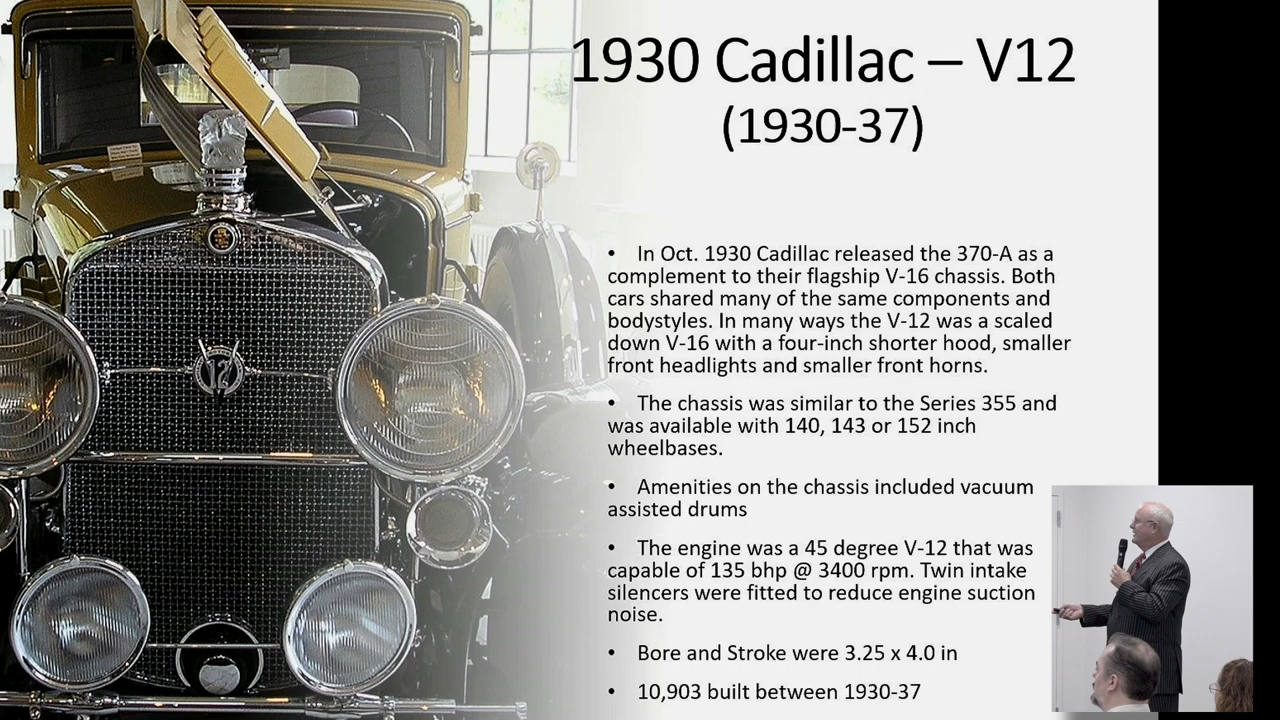 1930 Cadillac – V12
(1930-37)
• In Oct. 1930 Cadillac released the 370-A as a
complement to their flagship V-16 chassis. Both
cars shared many of the same components and
bodystyles. In many ways the V-12 was a scaled
down V-16 with a four-inch shorter hood, smaller
front headlights and smaller front horns.
• The chassis was similar to the Series 355 and
was available with 140, 143 or 152 inch
wheelbases.
• Amenities on the chassis included vacuum
assisted drums
• The engine was a 45 degree V-12 that was
capable of 135 bhp @ 3400 rpm. Twin intake
silencers were fitted to reduce engine suction
noise.
• Bore and Stroke were 3.25 x 4.0 in
• 10,903 built between 1930-37
12